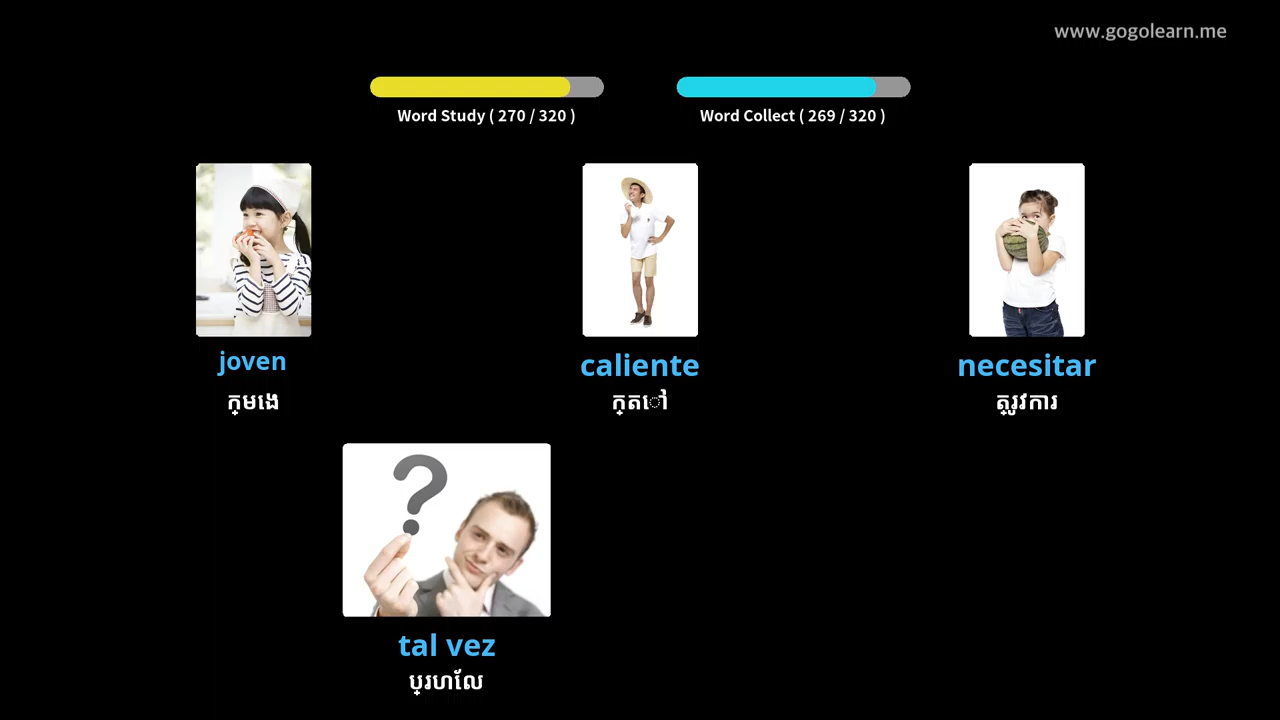 www.gogolearn.me
Word Study ( 270 / 320 )
Word Collect ( 269 / 320 )
joven
ក្មេង
caliente
ក្តៅ
necesitar
ត្រូវការ
tal vez
ប្រហែល